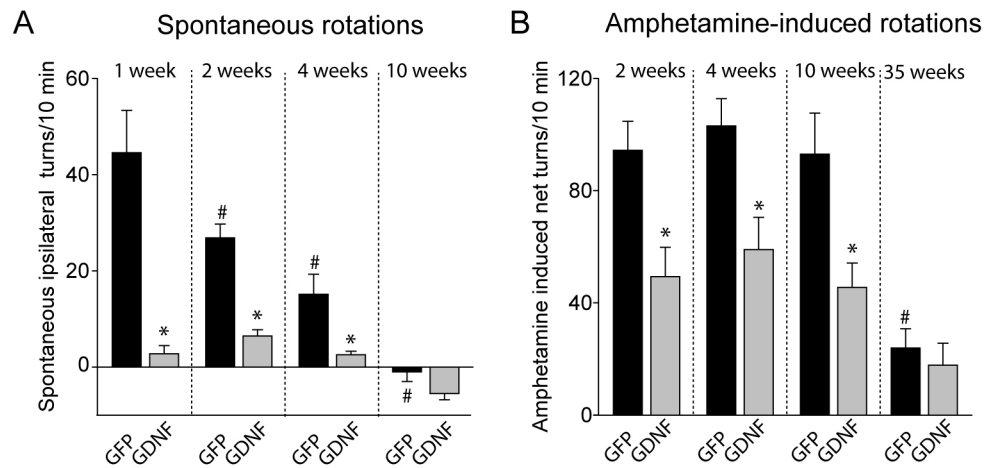 A Spontaneous rotations
1 week 2 weeks 4 weeks 10 weeks
Spontaneous ipsilateral turns/10 min
60
40
20
0
#
#
#
*
*
*
GFP GDNF GFP GDNF GFP GDNF GFP GDNF
B Amphetamine-induced rotations
2 weeks 4 weeks 10 weeks 35 weeks
Amphetamine induced net turns/10 min
120
80
40
0
*
*
*
#
GFP GDNF GFP GDNF GFP GDNF GFP GDNF